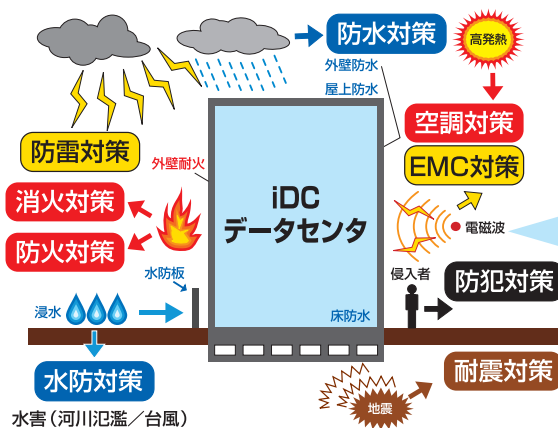 防水対策
高発熱
外壁防水
屋上防水
空調対策
防雷対策
EMC対策
外壁耐火
消火対策
iDC
データセンタ
電磁波
防火対策
水防板
侵入者
防犯対策
浸水
床防水
水防対策
耐震対策
地震
水害(河川氾濫/台風)